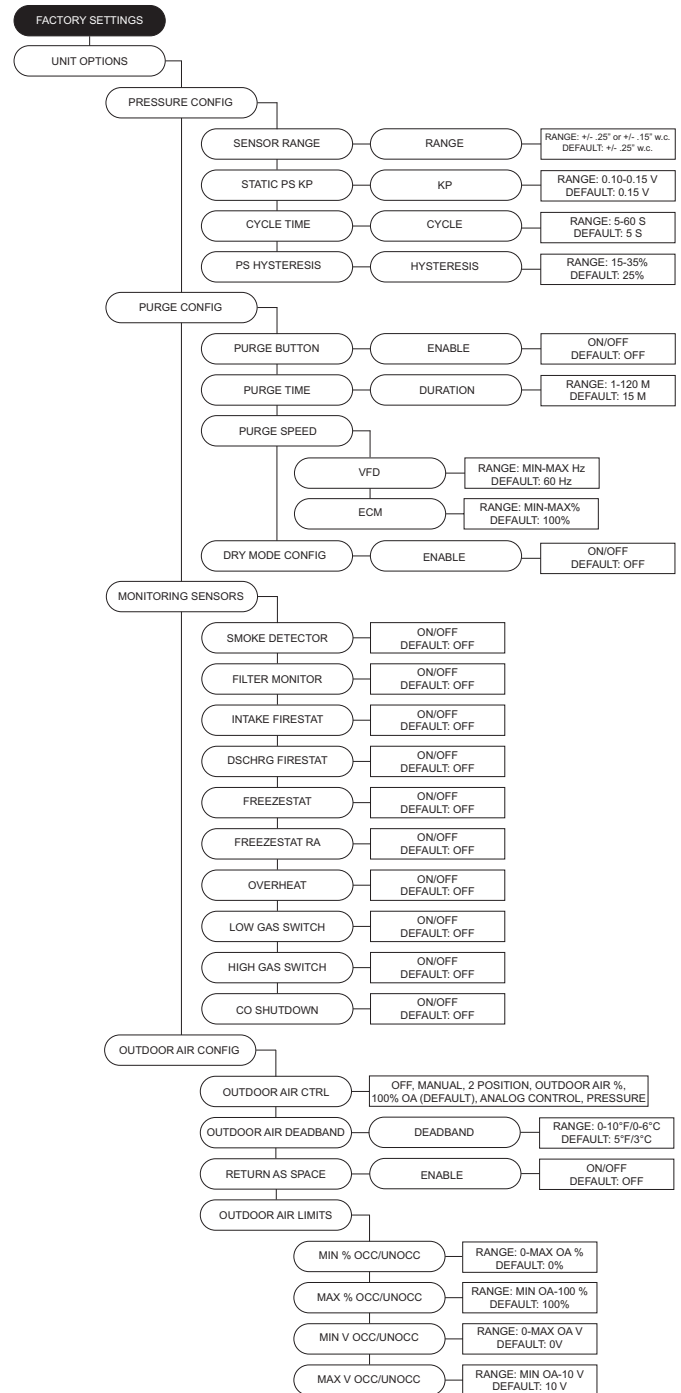 FACTORY SETTINGS
UNIT OPTIONS
PRESSURE CONFIG
SENSOR RANGE
RANGE
RANGE: +/- .25" or +/- .15" w.c.
DEFAULT: +/- .25" w.c.
STATIC PS KP
KP
RANGE: 0.10-0.15 V
DEFAULT: 0.15 V
CYCLE TIME
CYCLE
RANGE: 5-60 S
DEFAULT: 5 S
PS HYSTERESIS
HYSTERESIS
RANGE: 15-35%
DEFAULT: 25%
PURGE CONFIG
PURGE BUTTON
ENABLE
ON/OFF
DEFAULT: OFF
PURGE TIME
DURATION
RANGE: 1-120 M
DEFAULT: 15 M
PURGE SPEED
VFD
RANGE: MIN-MAX Hz
DEFAULT: 60 Hz
ECM
RANGE: MIN-MAX%
DEFAULT: 100%
DRY MODE CONFIG
ENABLE
ON/OFF
DEFAULT: OFF
MONITORING SENSORS
SMOKE DETECTOR
ON/OFF
DEFAULT: OFF
FILTER MONITOR
ON/OFF
DEFAULT: OFF
INTAKE FIRESTAT
ON/OFF
DEFAULT: OFF
DSCHRG FIRESTAT
ON/OFF
DEFAULT: OFF
FREEZESTAT
ON/OFF
DEFAULT: OFF
FREEZESTAT RA
ON/OFF
DEFAULT: OFF
OVERHEAT
ON/OFF
DEFAULT: OFF
LOW GAS SWITCH
ON/OFF
DEFAULT: OFF
HIGH GAS SWITCH
ON/OFF
DEFAULT: OFF
CO SHUTDOWN
ON/OFF
DEFAULT: OFF
OUTDOOR AIR CONFIG
OUTDOOR AIR CTRL
OFF, MANUAL, 2 POSITION, OUTDOOR AIR %,
100% OA (DEFAULT), ANALOG CONTROL, PRESSURE
OUTDOOR AIR DEADBAND
DEADBAND
RANGE: 0-10°F/0-6°C
DEFAULT: 5°F/3°C
RETURN AS SPACE
ENABLE
ON/OFF
DEFAULT: OFF
OUTDOOR AIR LIMITS
MIN % OCC/UNOCC
RANGE: 0-MAX OA %
DEFAULT: 0%
MAX % OCC/UNOCC
RANGE: MIN OA-100 %
DEFAULT: 100%
MIN V OCC/UNOCC
RANGE: 0-MAX OA V
DEFAULT: 0V
MAX V OCC/UNOCC
RANGE: MIN OA-10 V
DEFAULT: 10 V